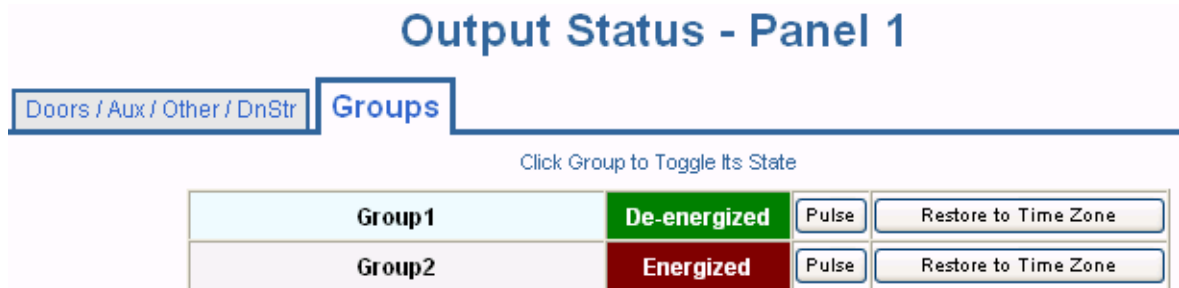 Output Status - Panel 1
Doors / Aux / Other / DnStr Groups
Click Group to Toggle Its State
Group1 De-energized Pulse Restore to Time Zone
Group2 Energized Pulse Restore to Time Zone